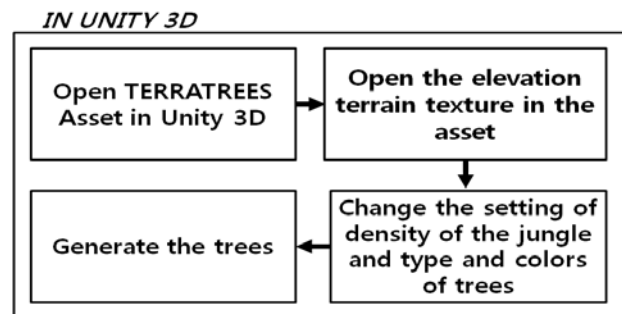 IN UNITY 3D
Open TERRATREES
Asset in Unity 3D
Open the elevation
terrain texture in the
asset
Change the setting of
density of the jungle
and type and colors
of trees
Generate the trees